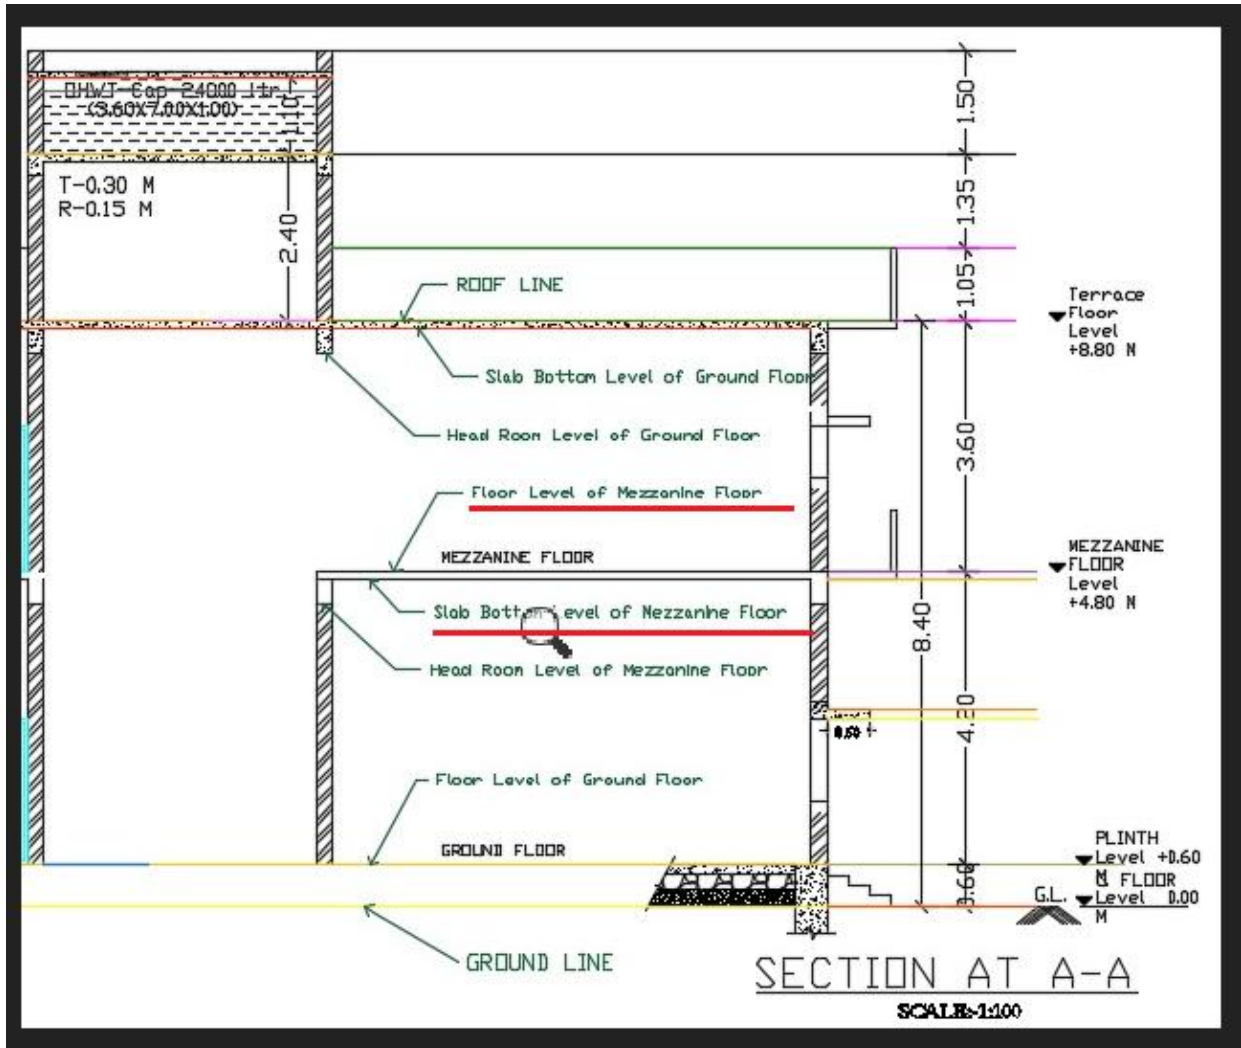 OHWT-Cap-24000 ltr
(3.60X7.00X1.00)
1.10
1.50
T-0.30 M
R-0.15 M
1.35
2.40
1.05
ROOF LINE
Terrace
Floor
Level
+8.80 M
Slab Bottom Level of Ground Floor
Head Room Level of Ground Floor
3.60
Floor Level of Mezzanine Floor
MEZZANINE FLOOR
MEZZANINE
FLOOR
Level
+4.80 M
Slab Bottom Level of Mezzanine Floor
8.40
Head Room Level of Mezzanine Floor
4.20
0.60
Floor Level of Ground Floor
GROUND FLOOR
PLINTH
Level +0.60
M
0.60
G FLOOR
G.L.
Level 0.00
M
GROUND LINE
SECTION AT A-A
SCALE:-1:100